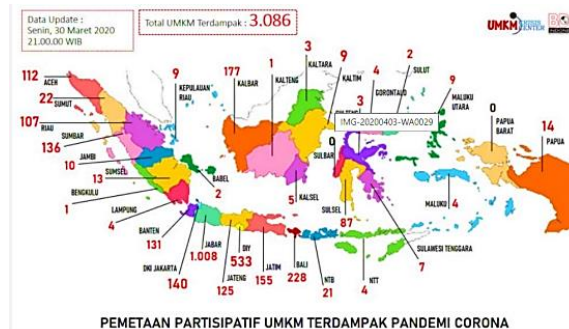 Data Update :
Senin, 30 Maret 2020
21.00.00 WIB
Total UMKM Terdampak : 3.086
UMKM
CENTER
INDONESIA
112
ACEH
22
SUMUT
107
RIAU
136
SUMBAR
10
JAMBI
13
SUMSEL
1
BENGKULU
4
LAMPUNG
131
BANTEN
140
DKI JAKARTA
1.008
JABAR
125
JATENG
533
DIY
155
JATIM
228
BALI
21
NTB
4
NTT
9
KEPULAUAN
RIAU
2
BABEL
177
KALBAR
1
KALTENG
3
KALTARA
9
KALTIM
5
KALSEL
0
SULBAR
87
SULSEL
3
4
GORONTALO
2
SULUT
IMG-20200403-WA0029
9
MALUKU
UTARA
0
PAPUA
BARAT
14
PAPUA
MALUKU
4
SULAWESI TENGGARA
7
PEMETAAN PARTISIPATIF UMKM TERDAMPAK PANDEMI CORONA